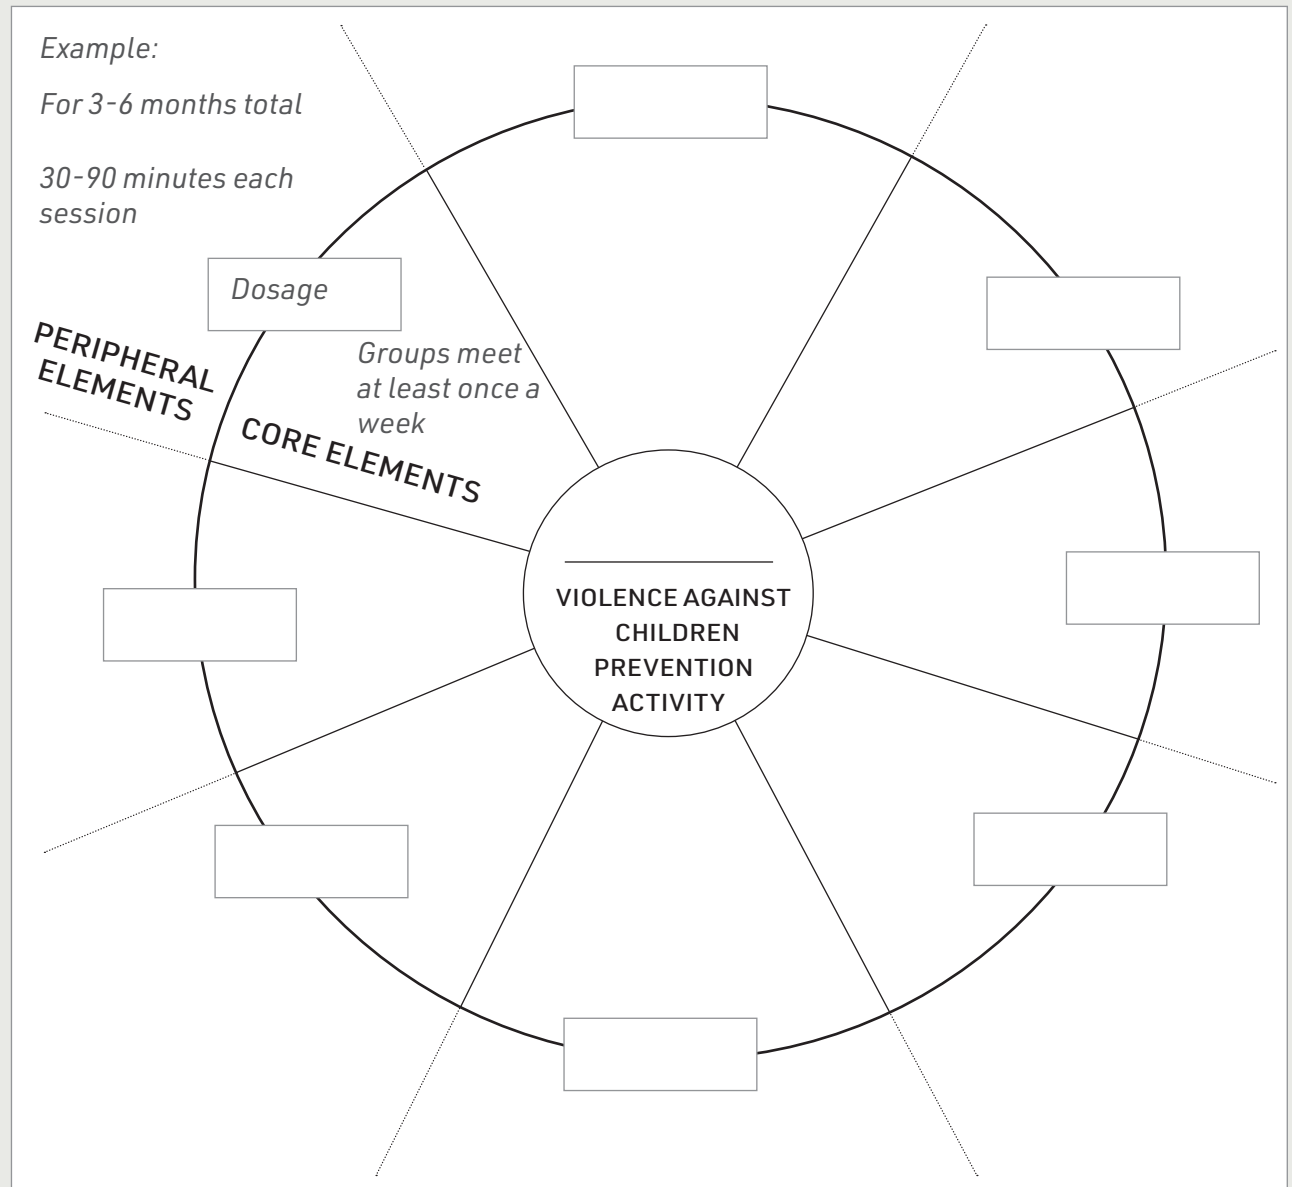 Example:
For 3-6 months total
30-90 minutes each
session
Dosage
PERIPHERAL
ELEMENTS
Groups meet
at least once a
week
CORE ELEMENTS
VIOLENCE AGAINST
CHILDREN
PREVENTION
ACTIVITY